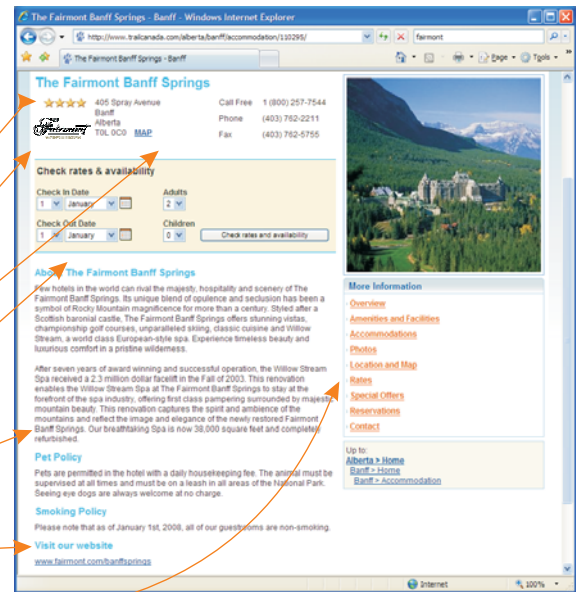 The Fairmont Banff Springs - Banff - Windows Internet Explorer
http://www.trailcanada.com/alberta/banff/accommodation/110295/
fairmont
The Fairmont Banff Springs - Banff
Page
Tools
The Fairmont Banff Springs
405 Spray Avenue
Banff
Alberta
T0L 0C0 MAP
Call Free 1 (800) 257-7544
Phone (403) 762-2211
Fax (403) 762-5755
Fairmont
Check rates & availability
Check In Date
Adults
1 January
2
Check Out Date
Children
1 January
0
Check rates and availability
About The Fairmont Banff Springs
Few hotels in the world can rival the majesty, hospitality and scenery of The
Fairmont Banff Springs. Its unique blend of opulence and seclusion has been a
symbol of Rocky Mountain magnificence for more than a century. Styled after a
Scottish baronial castle, The Fairmont Banff Springs offers stunning vistas,
championship golf courses, unparalleled skiing, classic cuisine and Willow
Stream, a world class European-style spa. Experience timeless beauty and
luxurious comfort in a pristine wilderness.
After seven years of award winning and successful operation, the Willow Stream
Spa received a 2.3 million dollar facelift in the Fall of 2003. This renovation
enables the Willow Stream Spa at The Fairmont Banff Springs to stay at the
forefront of the spa industry, offering first class pampering surrounded by majestic
mountain beauty. This renovation captures the spirit and ambience of the
mountains and reflect the image and elegance of the newly restored Fairmont
Banff Springs. Our breathtaking Spa is now 38,000 square feet and completely
refurbished.
Pet Policy
Pets are permitted in the hotel with a daily housekeeping fee. The animal must be
supervised at all times and must be on a leash in all areas of the National Park.
Seeing eye dogs are always welcome at no charge.
Smoking Policy
Please note that as of January 1st, 2008, all of our guestrooms are non-smoking.
Visit our website
www.fairmont.com/banffsprings
More Information
Overview
Amenities and Facilities
Accommodations
Photos
Location and Map
Rates
Special Offers
Reservations
Contact
Up to:
Alberta > Home
Banff > Home
Banff > Accommodation
Internet
100%